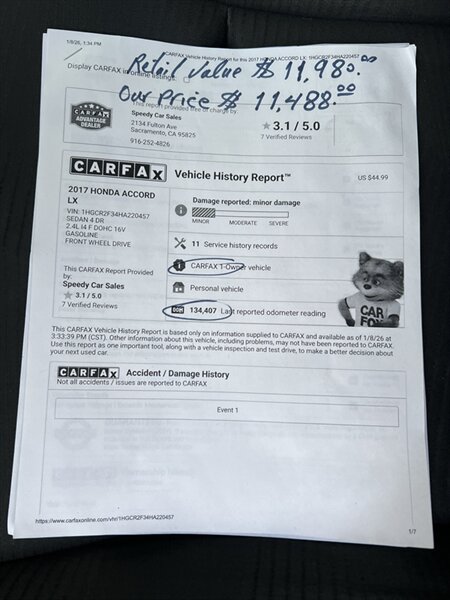 1/8/26, 1:34 PM
CARFAX Vehicle History Report for this 2017 HONDA ACCORD LX: 1HGCR2F34HA220457
Retail Value $ 11,980.00
Display CARFAX in online listings:
Our Price $ 11,488.00
This report provided free of charge by:
CARFAX
ADVANTAGE
DEALER
Speedy Car Sales
2134 Fulton Ave
Sacramento, CA 95825
916-252-4826
3.1 / 5.0
7 Verified Reviews
CARFAX Vehicle History Report™
US $44.99
2017 HONDA ACCORD
LX
VIN: 1HGCR2F34HA220457
SEDAN 4 DR
2.4L I4 F DOHC 16V
GASOLINE
FRONT WHEEL DRIVE
This CARFAX Report Provided
by:
Speedy Car Sales
3.1 / 5.0
7 Verified Reviews
Damage reported: minor damage
MINOR MODERATE SEVERE
11 Service history records
CARFAX 1-Owner vehicle
Personal vehicle
134,407 Last reported odometer reading
CAR
FOX
This CARFAX Vehicle History Report is based only on information supplied to CARFAX and available as of 1/8/26 at
3:33:39 PM (CST). Other information about this vehicle, including problems, may not have been reported to CARFAX.
Use this report as one important tool, along with a vehicle inspection and test drive, to make a better decision about
your next used car.
CARFAX Accident / Damage History
Not all accidents / issues are reported to CARFAX
Event 1
https://www.carfaxonline.com/vhr/1HGCR2F34HA220457
1/7